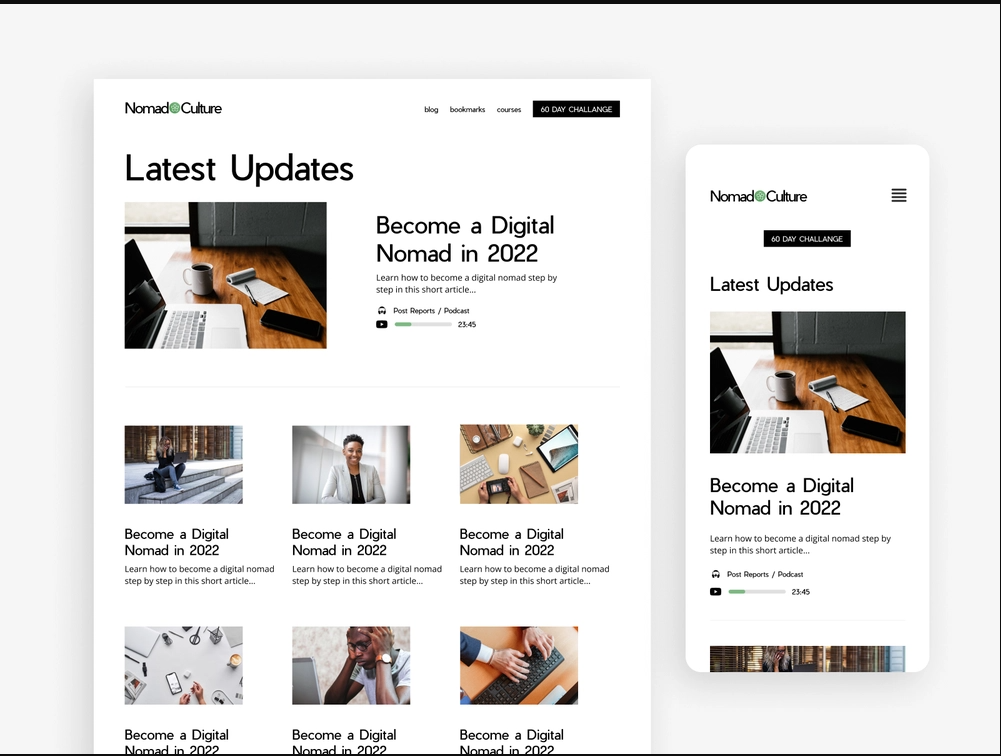 Nomad Culture
blog bookmarks courses 60 DAY CHALLANGE
Latest Updates
Become a Digital
Nomad in 2022
Learn how to become a digital nomad step by
step in this short article...
Post Reports / Podcast
23:45
Become a Digital
Nomad in 2022
Learn how to become a digital nomad
step by step in this short article...
Become a Digital
Nomad in 2022
Learn how to become a digital nomad
step by step in this short article...
Become a Digital
Nomad in 2022
Learn how to become a digital nomad
step by step in this short article...
Become a Digital
Nomad in 2022
Become a Digital
Nomad in 2022
Become a Digital
Nomad in 2022
Nomad Culture
60 DAY CHALLANGE
Latest Updates
Become a Digital
Nomad in 2022
Learn how to become a digital nomad step by
step in this short article...
Post Reports / Podcast
23:45